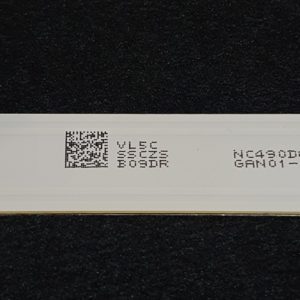 VL5C
SSCZS
B09DR
NC490D
GAN01-